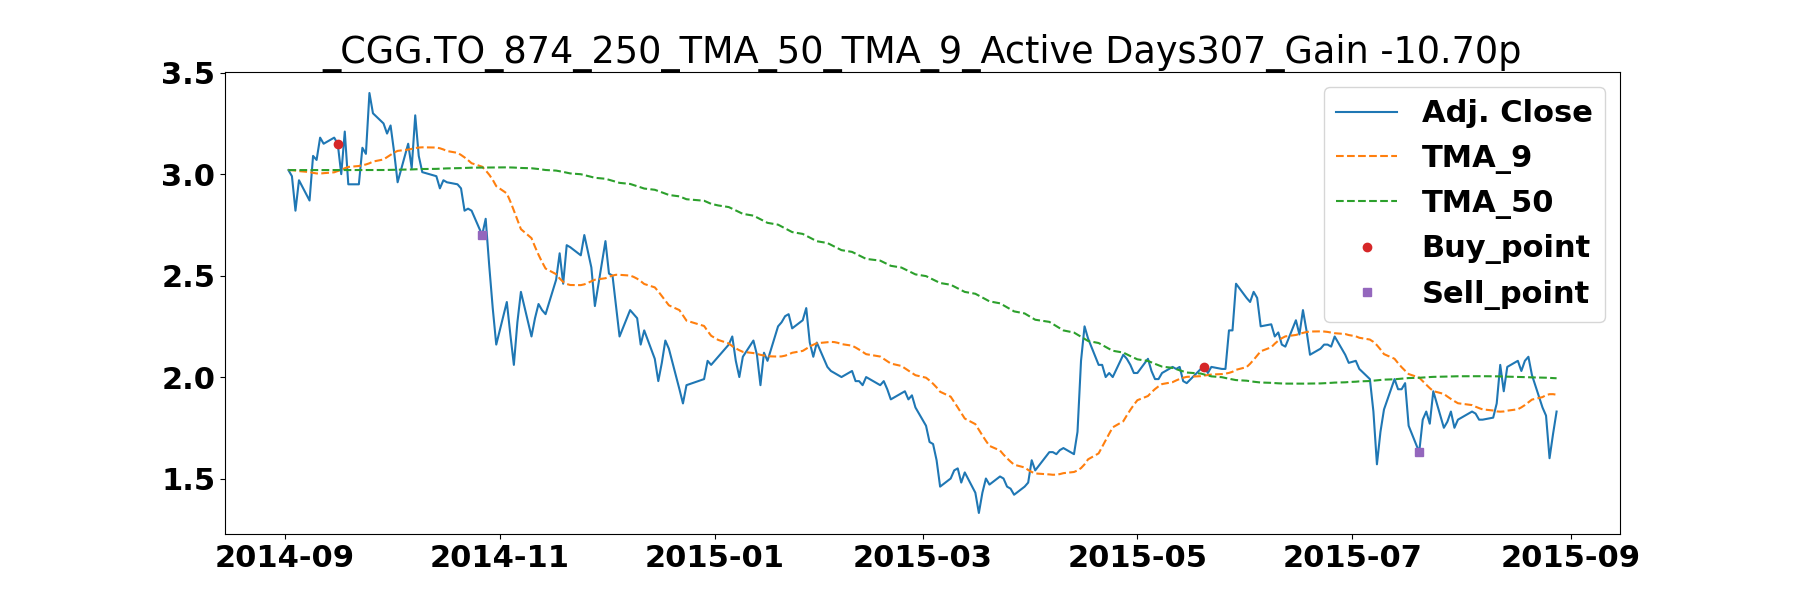 _CGG.TO_874_250_TMA_50_TMA_9_Active Days307_Gain -10.70p
3.5
3.0
2.5
2.0
1.5
Adj. Close
TMA_9
TMA_50
Buy_point
Sell_point
2014-09 2014-11 2015-01 2015-03 2015-05 2015-07 2015-09